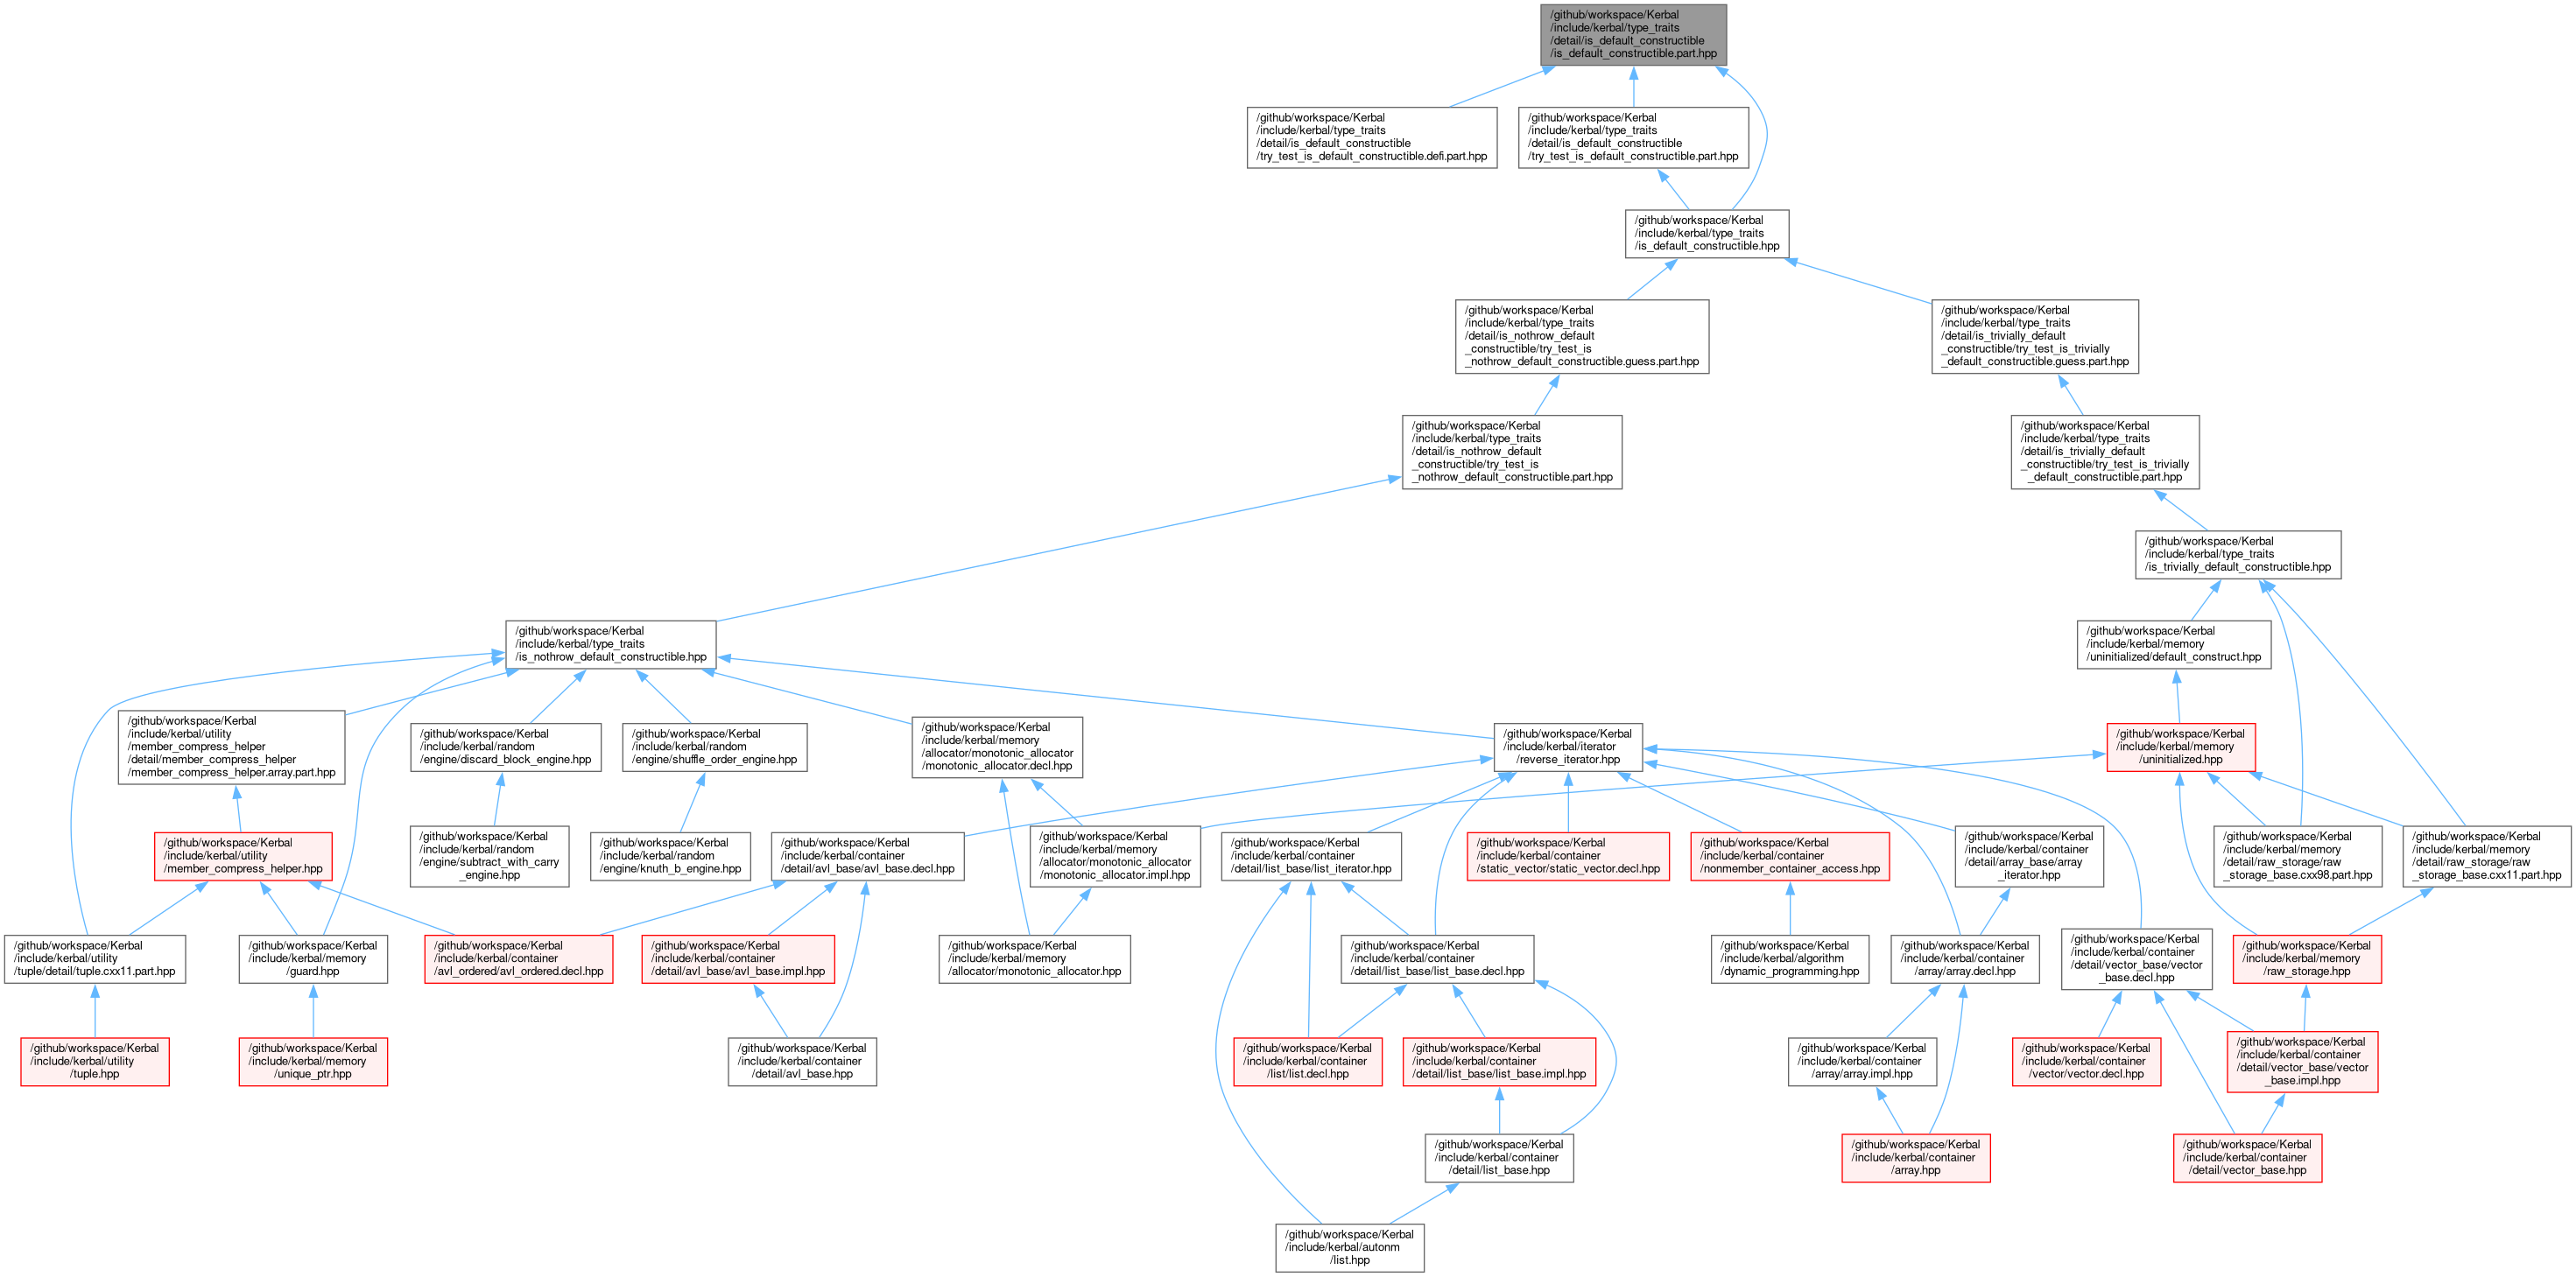 /github/workspace/Kerbal
/include/kerbal/type_traits
/detail/is_default_constructible
/is_default_constructible.part.hpp
/github/workspace/Kerbal
/include/kerbal/type_traits
/detail/is_default_constructible
/try_test_is_default_constructible.defi.part.hpp
/github/workspace/Kerbal
/include/kerbal/type_traits
/detail/is_default_constructible
/try_test_is_default_constructible.part.hpp
/github/workspace/Kerbal
/include/kerbal/type_traits
/is_default_constructible.hpp
/github/workspace/Kerbal
/include/kerbal/type_traits
/detail/is_nothrow_default
_constructible/try_test_is
_nothrow_default_constructible.guess.part.hpp
/github/workspace/Kerbal
/include/kerbal/type_traits
/detail/is_trivially_default
_constructible/try_test_is_trivially
_default_constructible.guess.part.hpp
/github/workspace/Kerbal
/include/kerbal/type_traits
/detail/is_nothrow_default
_constructible/try_test_is
_nothrow_default_constructible.part.hpp
/github/workspace/Kerbal
/include/kerbal/type_traits
/detail/is_trivially_default
_constructible/try_test_is_trivially
_default_constructible.part.hpp
/github/workspace/Kerbal
/include/kerbal/type_traits
/is_trivially_default_constructible.hpp
/github/workspace/Kerbal
/include/kerbal/type_traits
/is_nothrow_default_constructible.hpp
/github/workspace/Kerbal
/include/kerbal/memory
/uninitialized/default_construct.hpp
/github/workspace/Kerbal
/include/kerbal/utility
/member_compress_helper
/detail/member_compress_helper
/member_compress_helper.array.part.hpp
/github/workspace/Kerbal
/include/kerbal/random
/engine/discard_block_engine.hpp
/github/workspace/Kerbal
/include/kerbal/random
/engine/shuffle_order_engine.hpp
/github/workspace/Kerbal
/include/kerbal/memory
/allocator/monotonic_allocator
/monotonic_allocator.decl.hpp
/github/workspace/Kerbal
/include/kerbal/iterator
/reverse_iterator.hpp
/github/workspace/Kerbal
/include/kerbal/memory
/uninitialized.hpp
/github/workspace/Kerbal
/include/kerbal/utility
/member_compress_helper.hpp
/github/workspace/Kerbal
/include/kerbal/random
/engine/subtract_with_carry
_engine.hpp
/github/workspace/Kerbal
/include/kerbal/random
/engine/knuth_b_engine.hpp
/github/workspace/Kerbal
/include/kerbal/container
/detail/avl_base/avl_base.decl.hpp
/github/workspace/Kerbal
/include/kerbal/memory
/allocator/monotonic_allocator
/monotonic_allocator.impl.hpp
/github/workspace/Kerbal
/include/kerbal/container
/detail/list_base/list_iterator.hpp
/github/workspace/Kerbal
/include/kerbal/container
/static_vector/static_vector.decl.hpp
/github/workspace/Kerbal
/include/kerbal/container
/nonmember_container_access.hpp
/github/workspace/Kerbal
/include/kerbal/container
/detail/array_base/array
_iterator.hpp
/github/workspace/Kerbal
/include/kerbal/memory
/detail/raw_storage/raw
_storage_base.cxx98.part.hpp
/github/workspace/Kerbal
/include/kerbal/memory
/detail/raw_storage/raw
_storage_base.cxx11.part.hpp
/github/workspace/Kerbal
/include/kerbal/utility
/tuple/detail/tuple.cxx11.part.hpp
/github/workspace/Kerbal
/include/kerbal/memory
/guard.hpp
/github/workspace/Kerbal
/include/kerbal/container
/avl_ordered/avl_ordered.decl.hpp
/github/workspace/Kerbal
/include/kerbal/container
/detail/avl_base/avl_base.impl.hpp
/github/workspace/Kerbal
/include/kerbal/memory
/allocator/monotonic_allocator.hpp
/github/workspace/Kerbal
/include/kerbal/container
/detail/list_base/list_base.decl.hpp
/github/workspace/Kerbal
/include/kerbal/algorithm
/dynamic_programming.hpp
/github/workspace/Kerbal
/include/kerbal/container
/array/array.decl.hpp
/github/workspace/Kerbal
/include/kerbal/container
/detail/vector_base/vector
_base.decl.hpp
/github/workspace/Kerbal
/include/kerbal/memory
/raw_storage.hpp
/github/workspace/Kerbal
/include/kerbal/utility
/tuple.hpp
/github/workspace/Kerbal
/include/kerbal/memory
/unique_ptr.hpp
/github/workspace/Kerbal
/include/kerbal/container
/detail/avl_base.hpp
/github/workspace/Kerbal
/include/kerbal/container
/list/list.decl.hpp
/github/workspace/Kerbal
/include/kerbal/container
/detail/list_base/list_base.impl.hpp
/github/workspace/Kerbal
/include/kerbal/container
/array/array.impl.hpp
/github/workspace/Kerbal
/include/kerbal/container
/vector/vector.decl.hpp
/github/workspace/Kerbal
/include/kerbal/container
/detail/vector_base/vector
_base.impl.hpp
/github/workspace/Kerbal
/include/kerbal/container
/detail/list_base.hpp
/github/workspace/Kerbal
/include/kerbal/container
/array.hpp
/github/workspace/Kerbal
/include/kerbal/container
/detail/vector_base.hpp
/github/workspace/Kerbal
/include/kerbal/autonm
/list.hpp